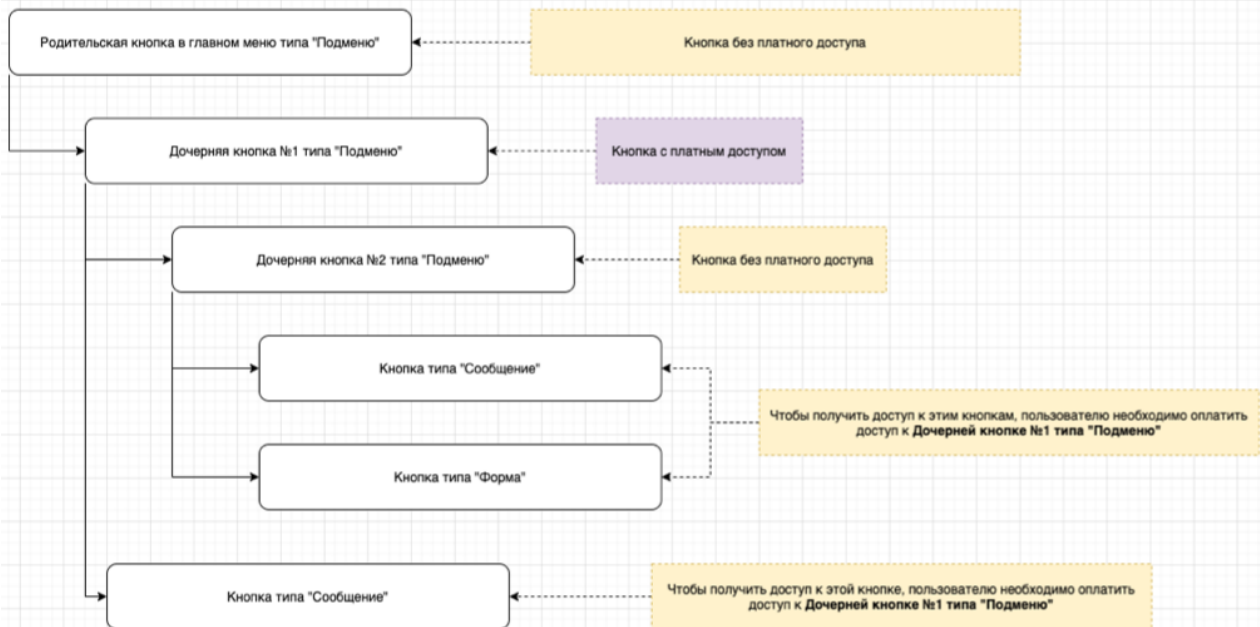 Родительская кнопка в главном меню типа "Подменю"
Кнопка без платного доступа
Дочерняя кнопка №1 типа "Подменю"
Кнопка с платным доступом
Дочерняя кнопка №2 типа "Подменю"
Кнопка без платного доступа
Кнопка типа "Сообщение"
Чтобы получить доступ к этим кнопкам, пользователю необходимо оплатить
доступ к Дочерней кнопке №1 типа "Подменю"
Кнопка типа "Форма"
Кнопка типа "Сообщение"
Чтобы получить доступ к этой кнопке, пользователю необходимо оплатить
доступ к Дочерней кнопке №1 типа "Подменю"